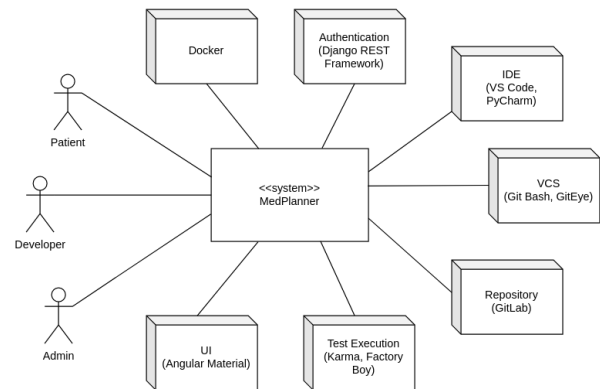 Docker
Authentication
(Django REST
Framework)
IDE
(VS Code,
PyCharm)
Patient
<<system>>
MedPlanner
VCS
(Git Bash, GitEye)
Developer
Repository
(GitLab)
Admin
UI
(Angular Material)
Test Execution
(Karma, Factory
Boy)